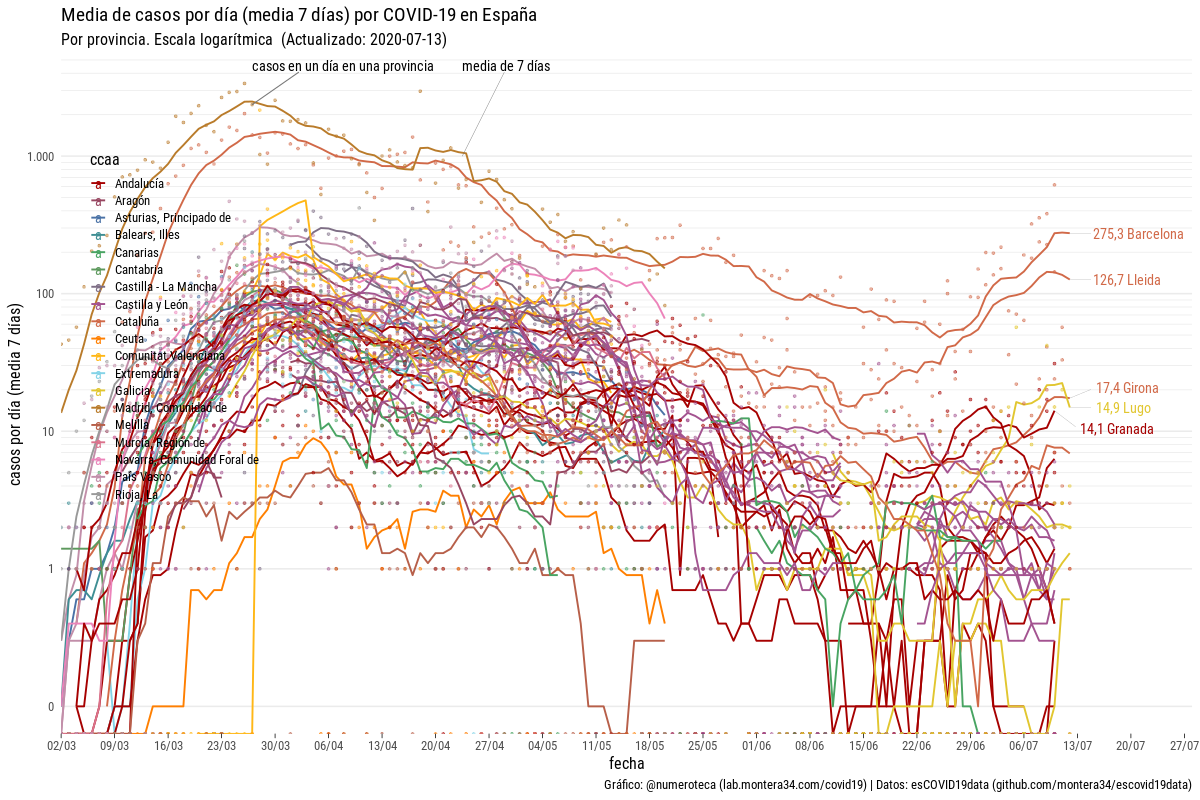 Media de casos por día (media 7 días) por COVID-19 en España
Por provincia. Escala logarítmica (Actualizado: 2020-07-13)
casos en un día en una provincia
media de 7 días
casos por día (media 7 días)
1.000
100
10
1
0
ccaa
a Andalucía
a Aragón
a Asturias, Principado de
a Balears, Illes
a Canarias
a Cantabria
a Castilla - La Mancha
a Castilla y León
a Cataluña
a Ceuta
a Comunitat Valenciana
a Extremadura
a Galicia
a Madrid, Comunidad de
a Melilla
a Murcia, Región de
a Navarra, Comunidad Foral de
a País Vasco
a Rioja, La
275,3 Barcelona
126,7 Lleida
17,4 Girona
14,9 Lugo
14,1 Granada
02/03 09/03 16/03 23/03 30/03 06/04 13/04 20/04 27/04 04/05 11/05 18/05 25/05 01/06 08/06 15/06 22/06 29/06 06/07 13/07 20/07 27/07
fecha
Gráfico: @numeroteca (lab.montera34.com/covid19) | Datos: esCOVID19data (github.com/montera34/escovid19data)